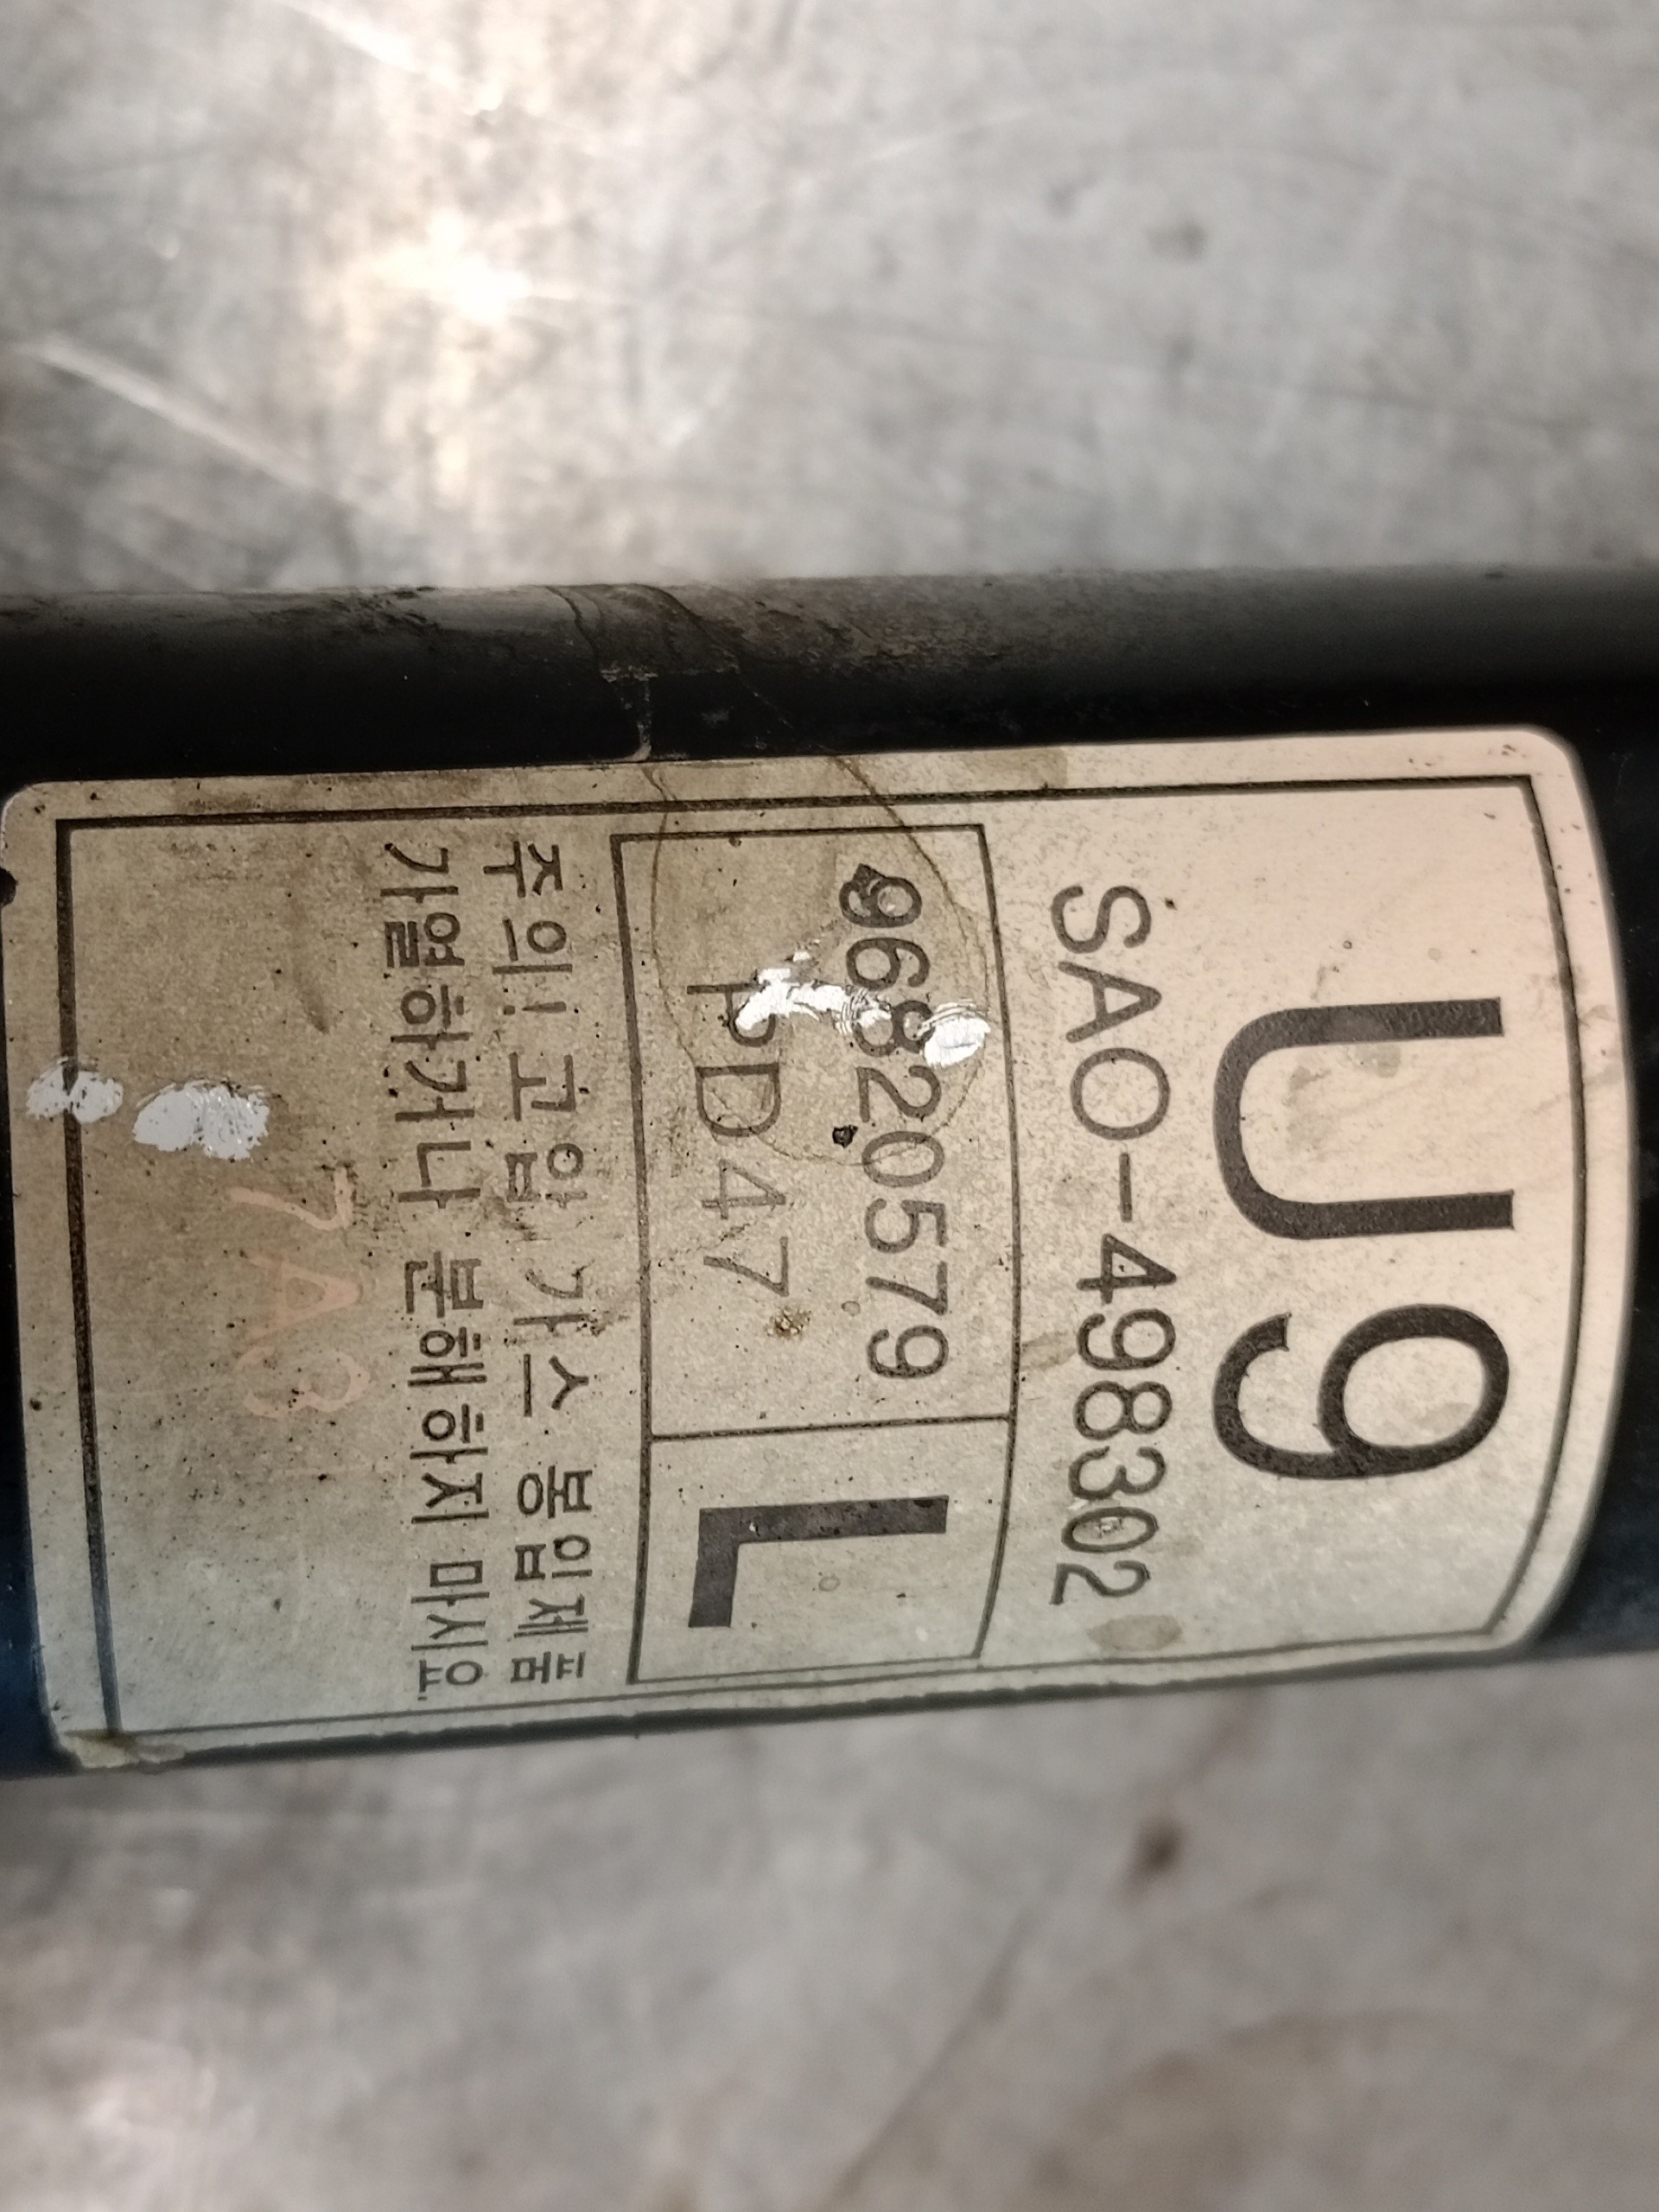 U9
SAO-498302
96820579
PD47
L
주의! 고압 가스 봉입제품
가열하거나 분해하지 마시요
7A3